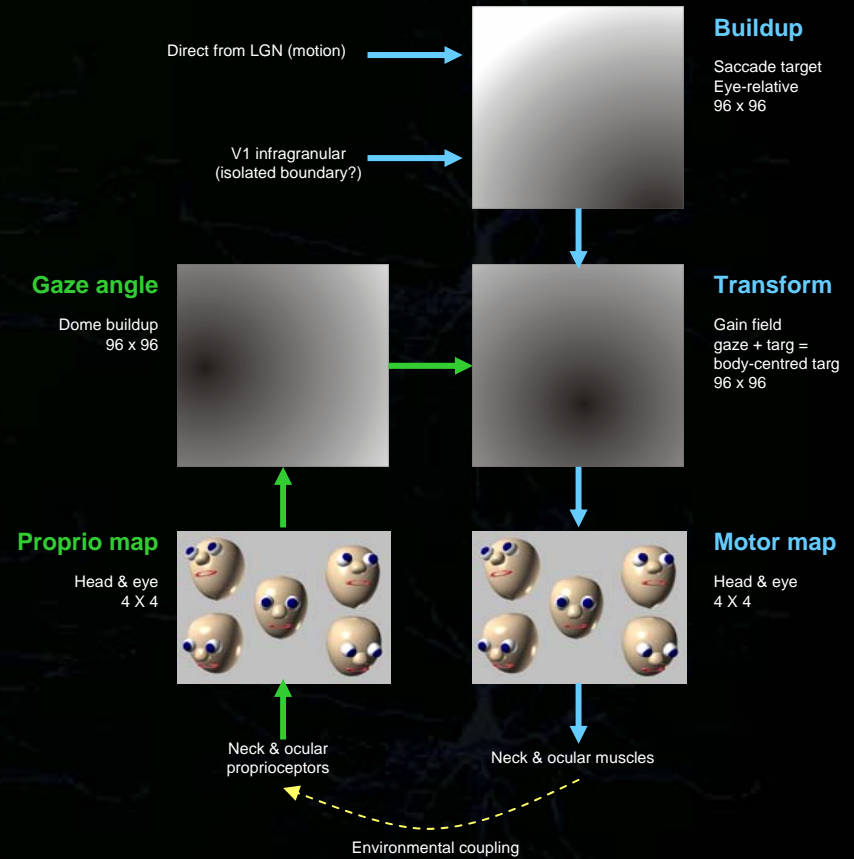 Direct from LGN (motion)
V1 infragranular
(isolated boundary?)
Buildup
Saccade target
Eye-relative
96 x 96
Gaze angle
Dome buildup
96 x 96
Transform
Gain field
gaze + targ =
body-centred targ
96 x 96
Proprio map
Head & eye
4 X 4
Motor map
Head & eye
4 X 4
Neck & ocular
proprioceptors
Neck & ocular muscles
Environmental coupling